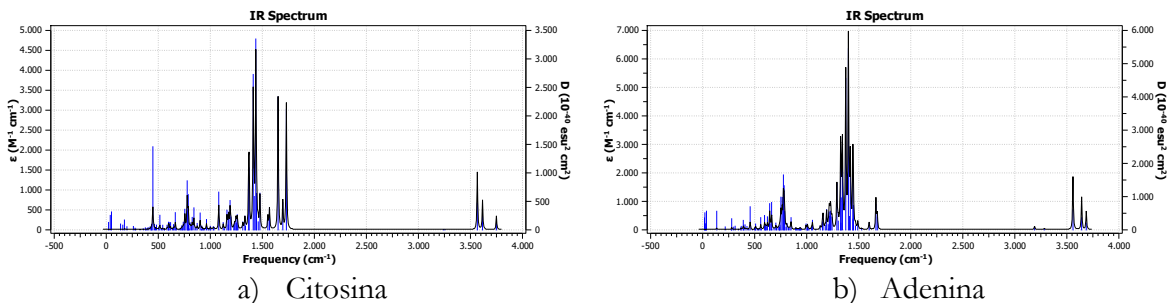 IR Spectrum
5.000
4.500
4.000
3.500
3.000
2.500
2.000
1.500
1.000
500
0
ε (M⁻¹ cm⁻¹)
3.500
3.000
2.500
2.000
1.500
1.000
500
0
D (10⁻⁴⁰ esu² cm²)
-500 0 500 1.000 1.500 2.000 2.500 3.000 3.500 4.000
Frequency (cm⁻¹)
a) Citosina
IR Spectrum
7.000
6.000
5.000
4.000
3.000
2.000
1.000
0
ε (M⁻¹ cm⁻¹)
6.000
5.000
4.000
3.000
2.000
1.000
0
D (10⁻⁴⁰ esu² cm²)
-500 0 500 1.000 1.500 2.000 2.500 3.000 3.500 4.000
Frequency (cm⁻¹)
b) Adenina